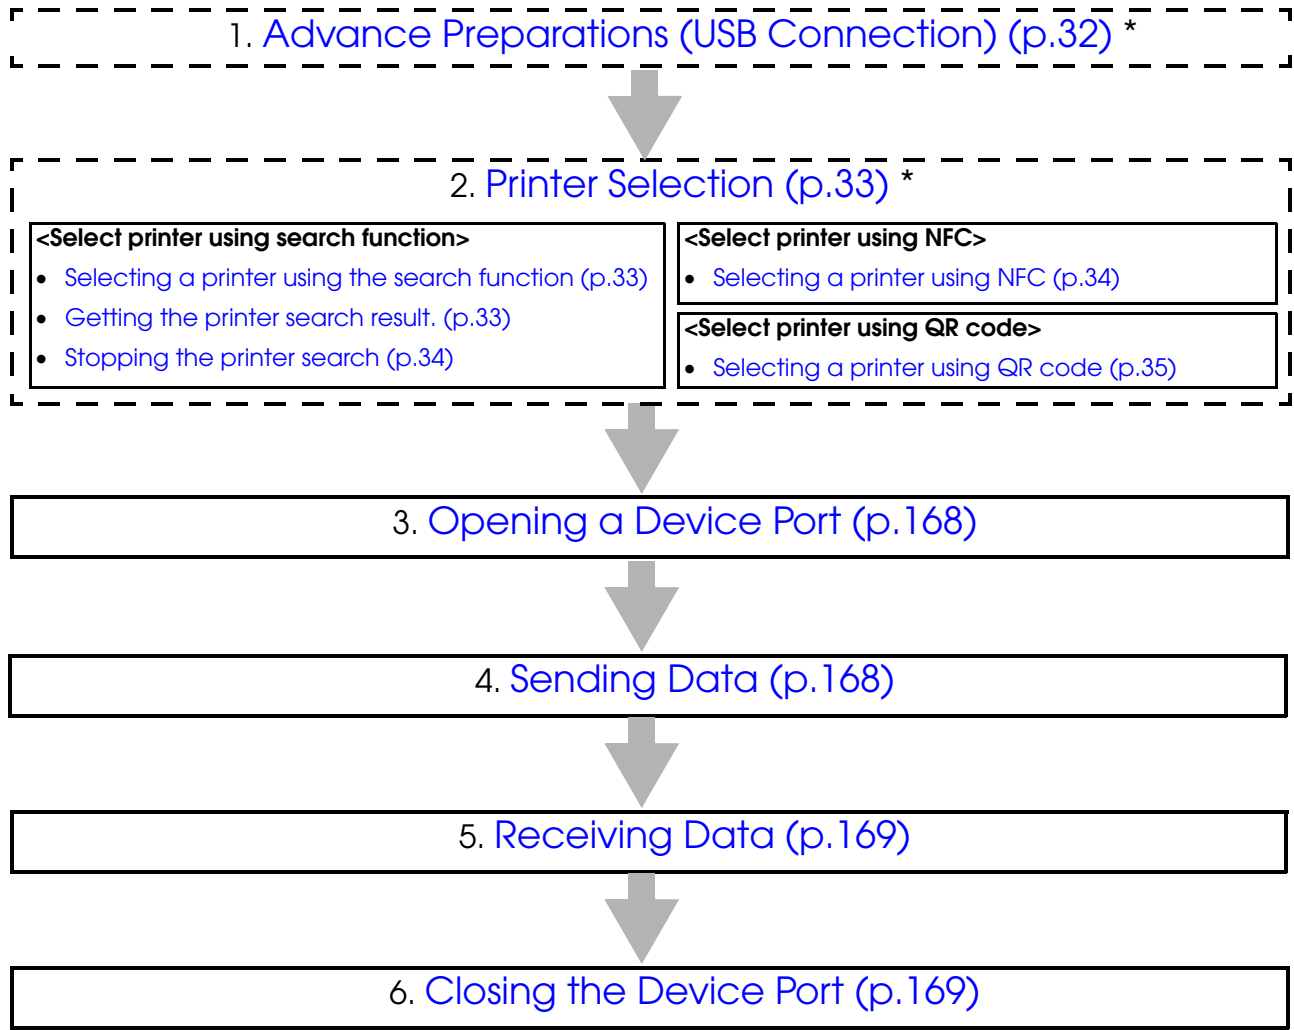 1. Advance Preparations (USB Connection) (p.32) *
2. Printer Selection (p.33) *
<Select printer using search function>
• Selecting a printer using the search function (p.33)
• Getting the printer search result. (p.33)
• Stopping the printer search (p.34)
<Select printer using NFC>
• Selecting a printer using NFC (p.34)
<Select printer using QR code>
• Selecting a printer using QR code (p.35)
3. Opening a Device Port (p.168)
4. Sending Data (p.168)
5. Receiving Data (p.169)
6. Closing the Device Port (p.169)